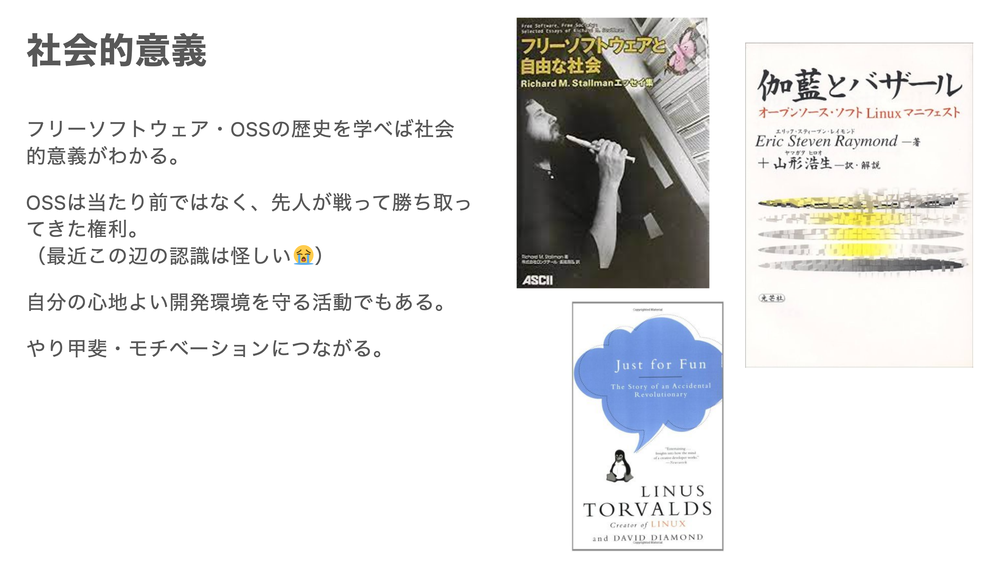 社会的意義
フリーソフトウェア・OSSの歴史を学べば社会
的意義がわかる。
OSSは当たり前ではなく、先人が戦って勝ち取っ
てきた権利。
（最近この辺の認識は怪しい😭）
自分の心地よい開発環境を守る活動でもある。
やり甲斐・モチベーションにつながる。
Free Software, Free Society:
Selected Essays of Richard M. Stallman
フリーソフトウェアと
自由な社会
Richard M. Stallmanエッセイ集
Richard M. Stallman 著
株式会社ロングテール
訳
ASCII
伽藍とバザール
オープンソース・ソフト Linux マニフェスト
エリック・スティーブン・レイモンド
Eric Steven Raymond —著
ヤマガタ ヒロオ
＋山形浩生—訳・解説
光芒社
Copyrighted Material
Just for Fun
The Story of an Accidental
Revolutionary
"Entertaining . . .
Insights into how the mind
of a creative developer works."
—Newsweek
LINUS
TORVALDS
Creator of LINUX
and DAVID DIAMOND
Copyrighted Material